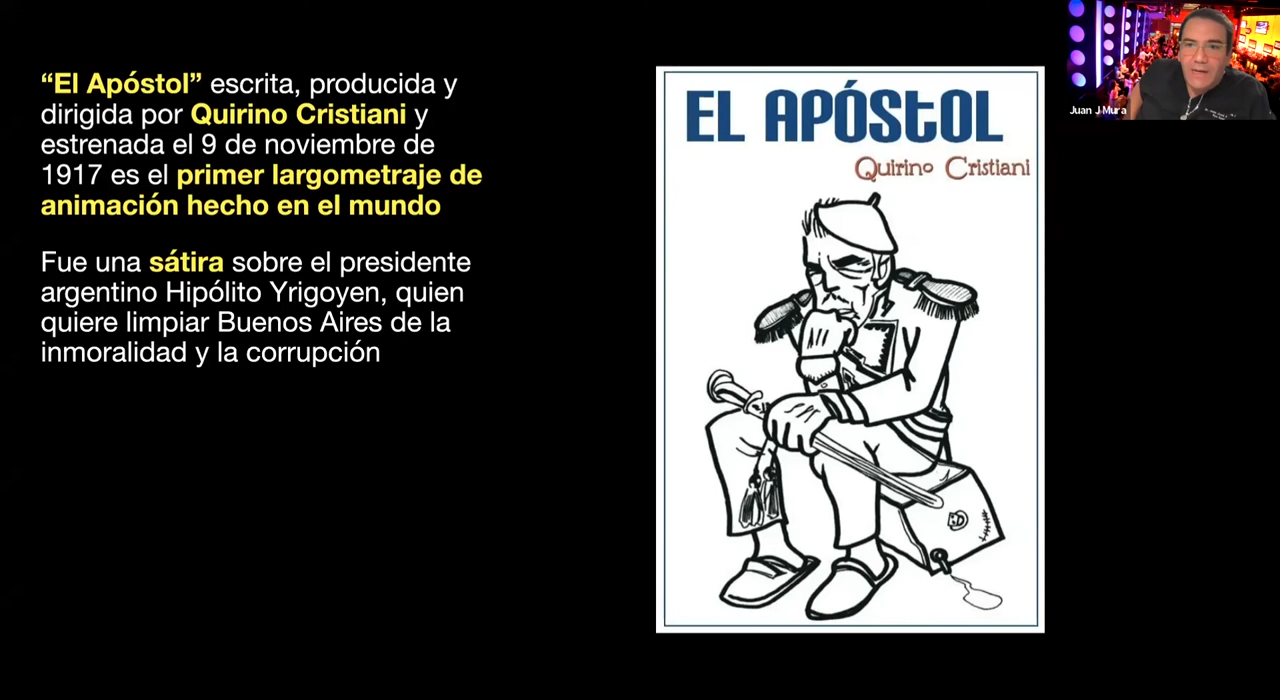 “El Apóstol” escrita, producida y
dirigida por Quirino Cristiani y
estrenada el 9 de noviembre de
1917 es el primer largometraje de
animación hecho en el mundo
Fue una sátira sobre el presidente
argentino Hipólito Yrigoyen, quien
quiere limpiar Buenos Aires de la
inmoralidad y la corrupción
EL APÓSTOL
Quirino Cristiani
Juan J Mura